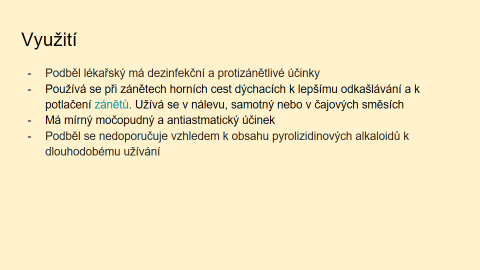 Využití
- Podběl lékařský má dezinfekční a protizánětlivé účinky
- Používá se při zánětech horních cest dýchacích k lepšímu odkašlávání a k
potlačení zánětů. Užívá se v nálevu, samotný nebo v čajových směsích
- Má mírný močopudný a antiastmatický účinek
- Podběl se nedoporučuje vzhledem k obsahu pyrolizidinových alkaloidů k
dlouhodobému užívání